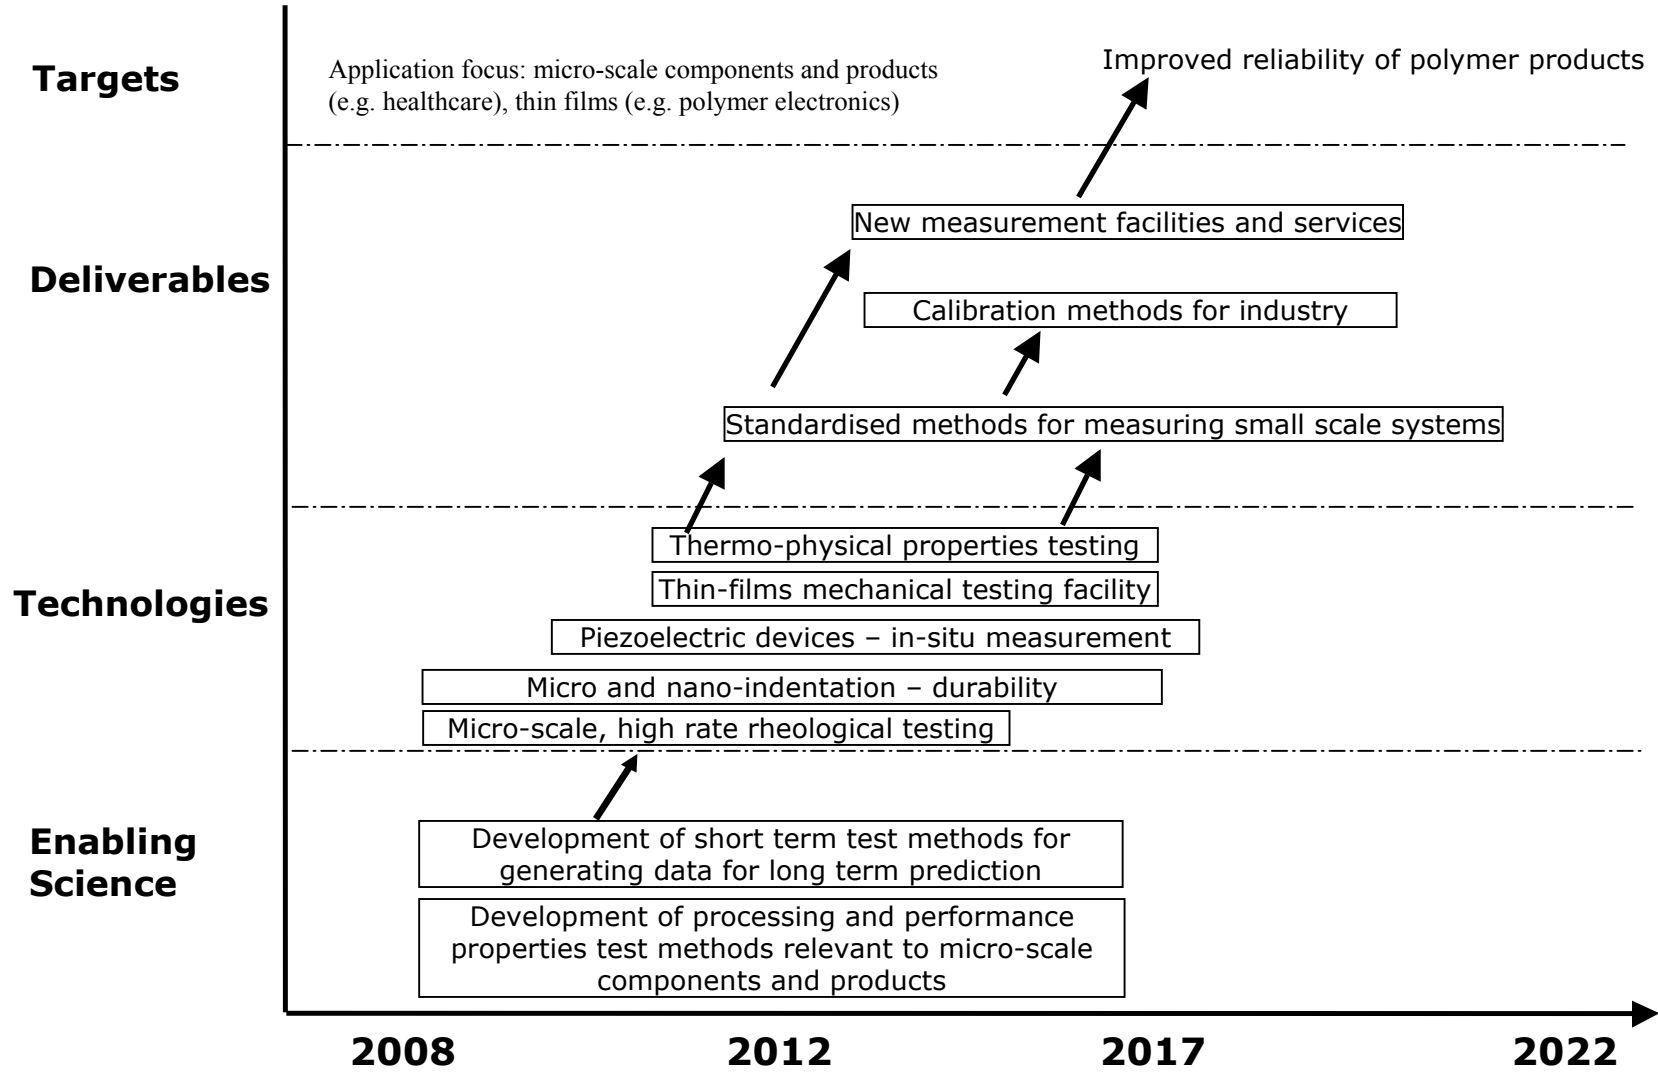 Targets
Application focus: micro-scale components and products
(e.g. healthcare), thin films (e.g. polymer electronics)
Improved reliability of polymer products
Deliverables
New measurement facilities and services
Calibration methods for industry
Standardised methods for measuring small scale systems
Technologies
Thermo-physical properties testing
Thin-films mechanical testing facility
Piezoelectric devices – in-situ measurement
Micro and nano-indentation – durability
Micro-scale, high rate rheological testing
Enabling
Science
Development of short term test methods for
generating data for long term prediction
Development of processing and performance
properties test methods relevant to micro-scale
components and products
2008
2012
2017
2022